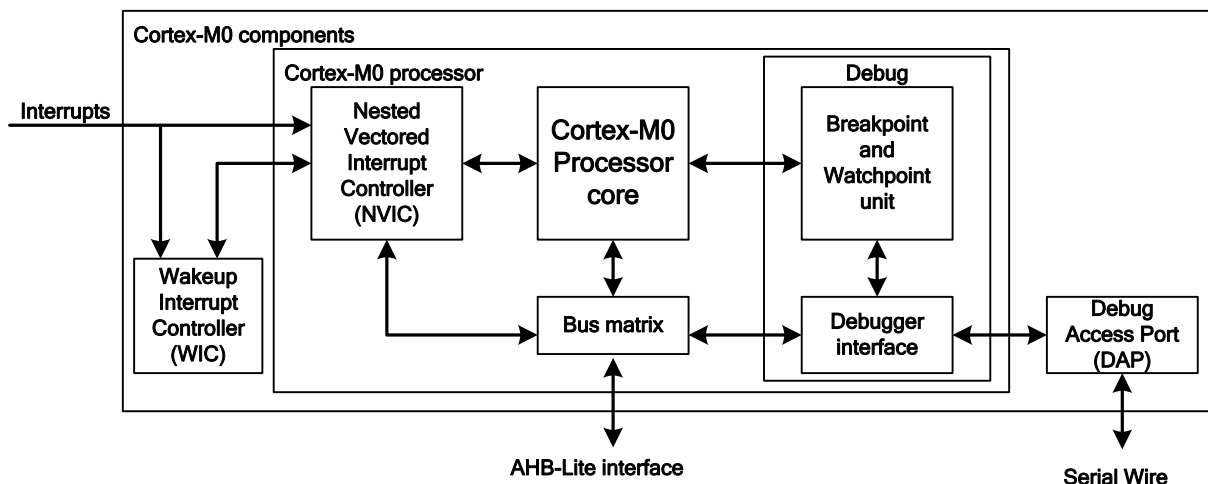 Cortex-M0 components
Cortex-M0 processor
Debug
Interrupts
Nested
Vectored
Interrupt
Controller
(NVIC)
Cortex-M0
Processor
core
Breakpoint
and
Watchpoint
unit
Wakeup
Interrupt
Controller
(WIC)
Bus matrix
Debugger
interface
Debug
Access Port
(DAP)
AHB-Lite interface
Serial Wire